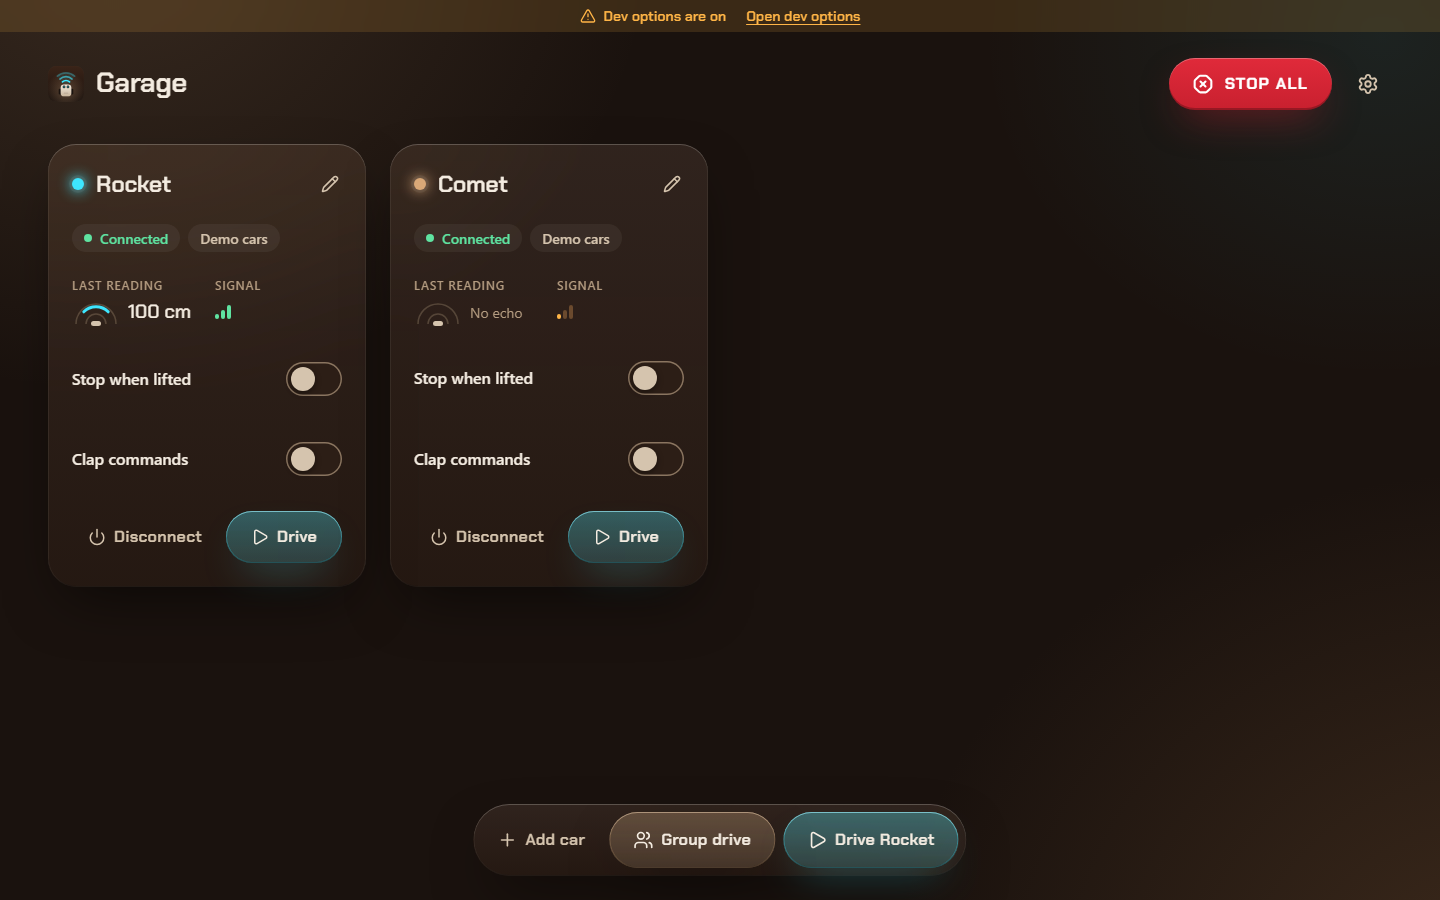 Dev options are on Open dev options
Garage
STOP ALL
Rocket
Connected Demo cars
LAST READING SIGNAL
100 cm
Stop when lifted
Clap commands
Disconnect Drive
Comet
Connected Demo cars
LAST READING SIGNAL
No echo
Stop when lifted
Clap commands
Disconnect Drive
Add car Group drive Drive Rocket